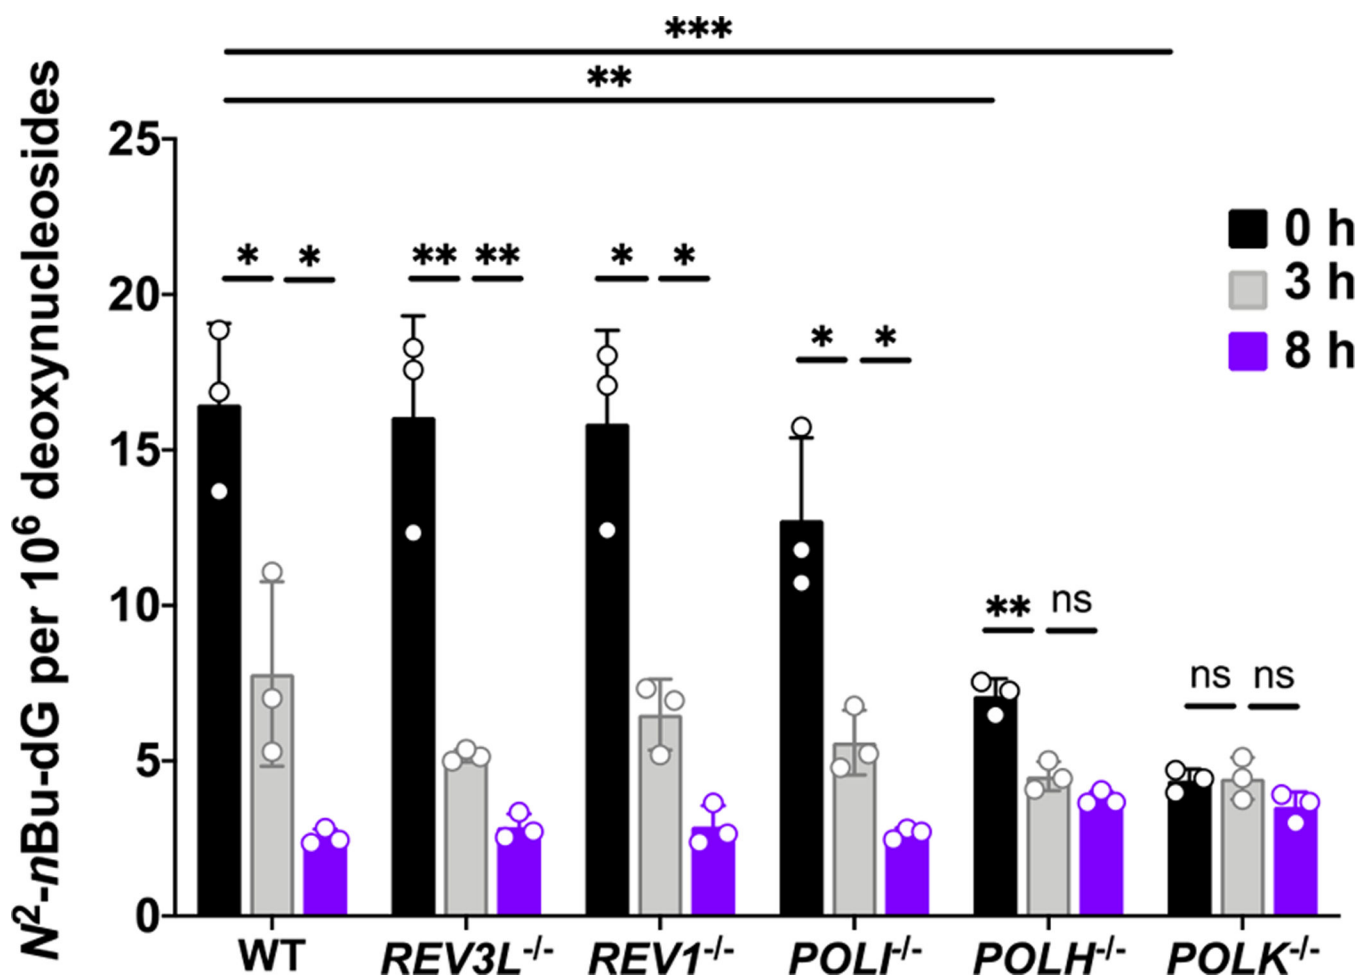 ***
**
N²-nBu-dG per 10⁶ deoxynucleosides
25
20
15
10
5
0
0 h
3 h
8 h
* *
** **
* *
* *
** ns
ns ns
WT REV3L⁻/⁻ REV1⁻/⁻ POLI⁻/⁻ POLH⁻/⁻ POLK⁻/⁻